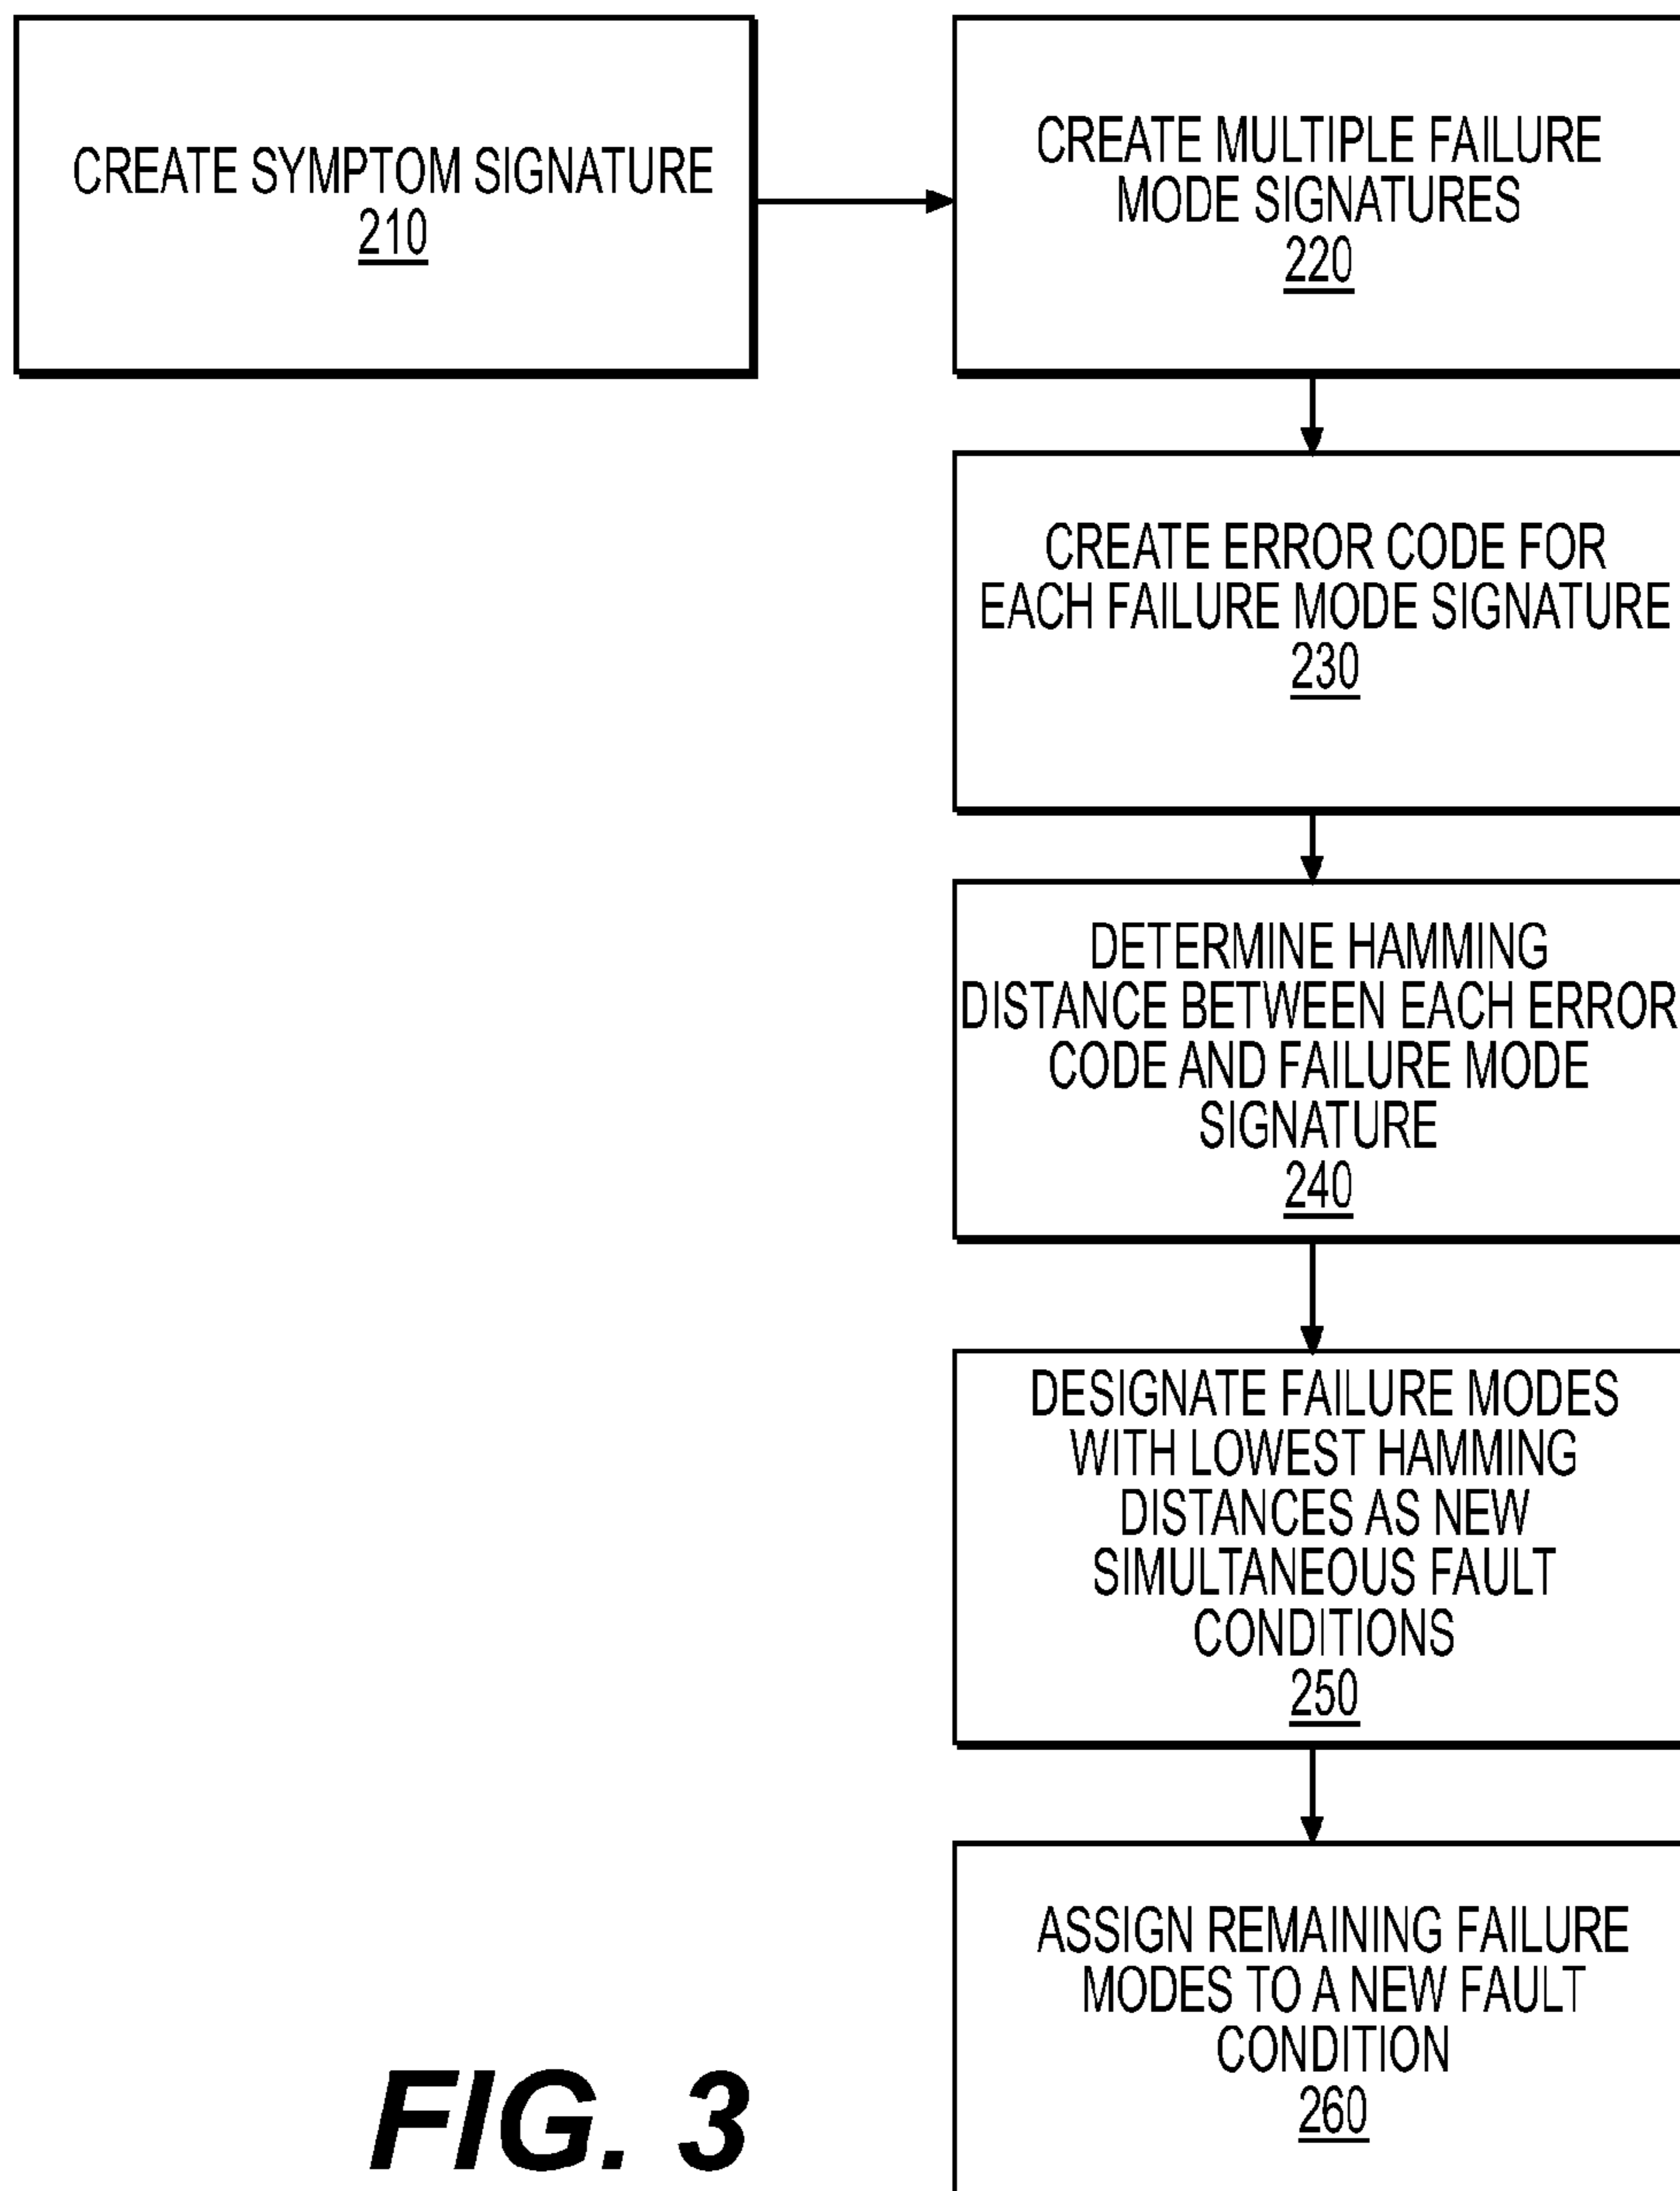 CREATE SYMPTOM SIGNATURE
210
CREATE MULTIPLE FAILURE
MODE SIGNATURES
220
CREATE ERROR CODE FOR
EACH FAILURE MODE SIGNATURE
230
DETERMINE HAMMING
DISTANCE BETWEEN EACH ERROR
CODE AND FAILURE MODE
SIGNATURE
240
DESIGNATE FAILURE MODES
WITH LOWEST HAMMING
DISTANCES AS NEW
SIMULTANEOUS FAULT
CONDITIONS
250
ASSIGN REMAINING FAILURE
MODES TO A NEW FAULT
CONDITION
260
FIG. 3